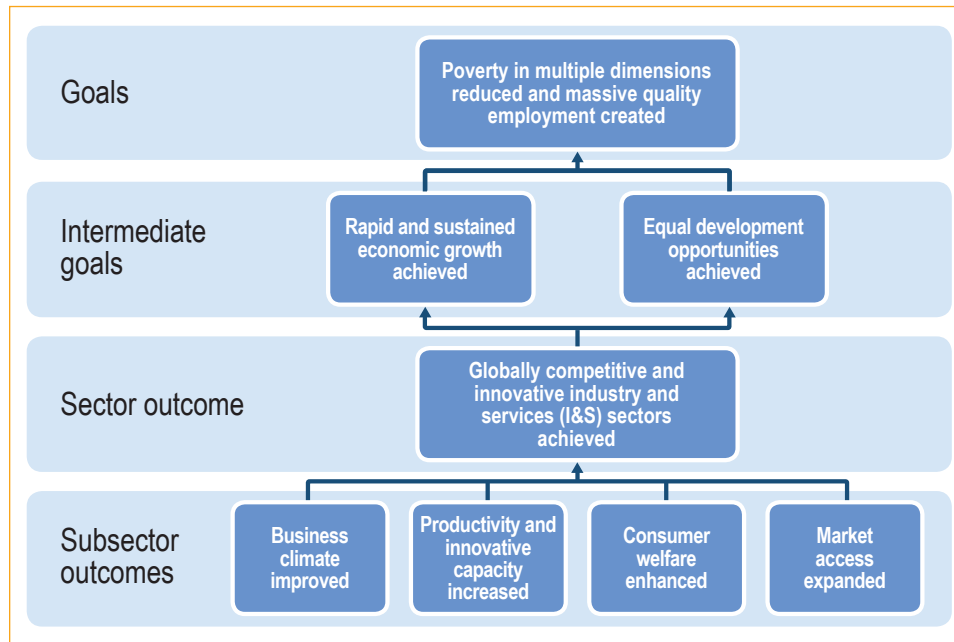 Goals
Poverty in multiple dimensions
reduced and massive quality
employment created
Intermediate
goals
Rapid and sustained
economic growth
achieved
Equal development
opportunities
achieved
Sector outcome
Globally competitive and
innovative industry and
services (I&S) sectors
achieved
Subsector
outcomes
Business
climate
improved
Productivity and
innovative
capacity
increased
Consumer
welfare
enhanced
Market
access
expanded